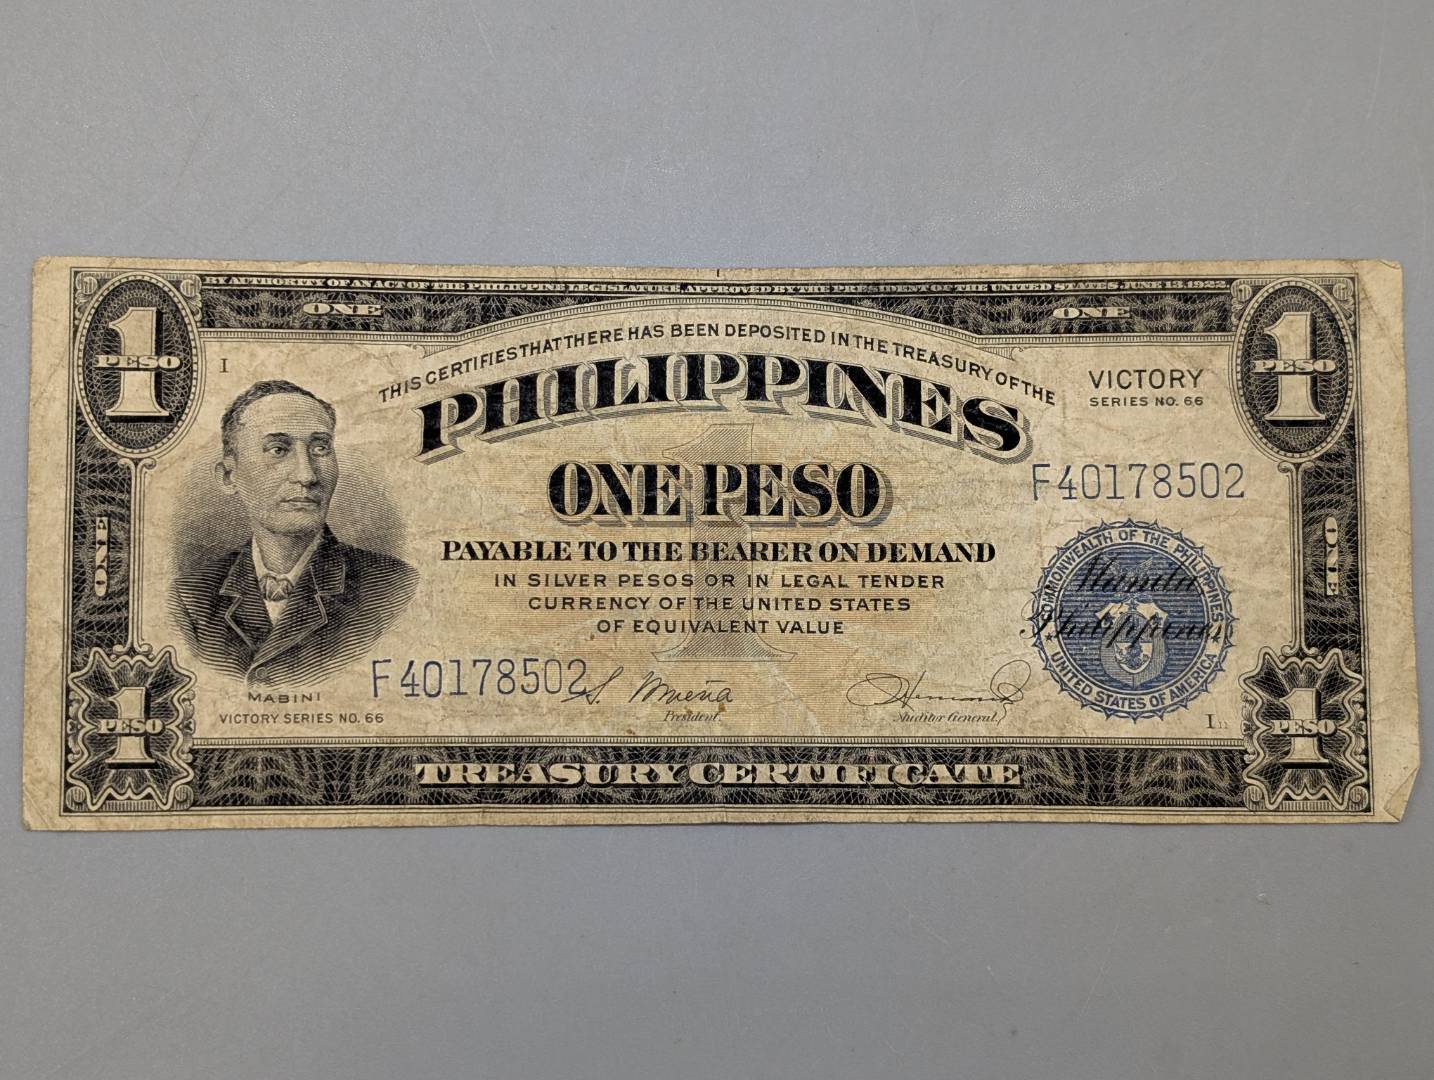 BY AUTHORITY OF AN ACT OF THE PHILIPPINE LEGISLATURE, APPROVED BY THE PRESIDENT OF THE UNITED STATES, JUNE 13, 1922.
ONE ONE
1 PESO
1 PESO
I
THIS CERTIFIES THAT THERE HAS BEEN DEPOSITED IN THE TREASURY OF THE
PHILIPPINES
VICTORY
SERIES NO. 66
1
ONE PESO
F40178502
PAYABLE TO THE BEARER ON DEMAND
IN SILVER PESOS OR IN LEGAL TENDER
CURRENCY OF THE UNITED STATES
OF EQUIVALENT VALUE
ONE
ONE
COMMONWEALTH OF THE PHILIPPINES
Manila
Philippines
UNITED STATES OF AMERICA
MABINI
VICTORY SERIES NO. 66
F40178502
S. Osmeña
President.
Auditor General.
I 11
1 PESO
1 PESO
TREASURY CERTIFICATE